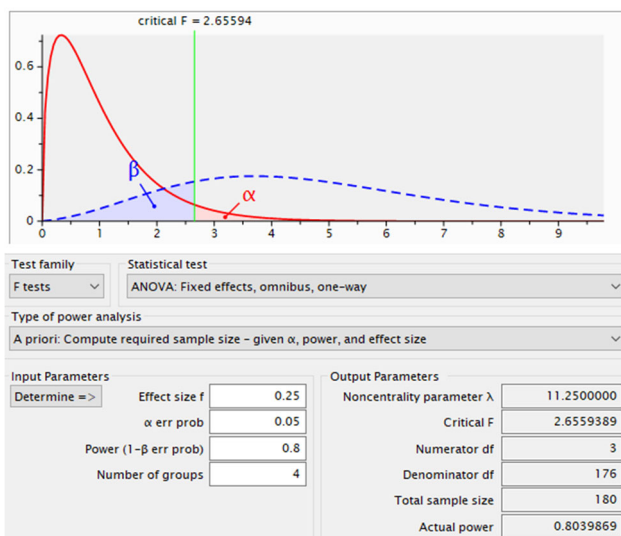 critical F = 2.65594
0.6
0.4
0.2
0
β
α
0 1 2 3 4 5 6 7 8 9
Test family
Statistical test
F tests
ANOVA: Fixed effects, omnibus, one-way
Type of power analysis
A priori: Compute required sample size – given α, power, and effect size
Input Parameters
Output Parameters
Determine =>
Effect size f 0.25
Noncentrality parameter λ 11.2500000
α err prob 0.05
Critical F 2.6559389
Power (1-β err prob) 0.8
Numerator df 3
Number of groups 4
Denominator df 176
Total sample size 180
Actual power 0.8039869